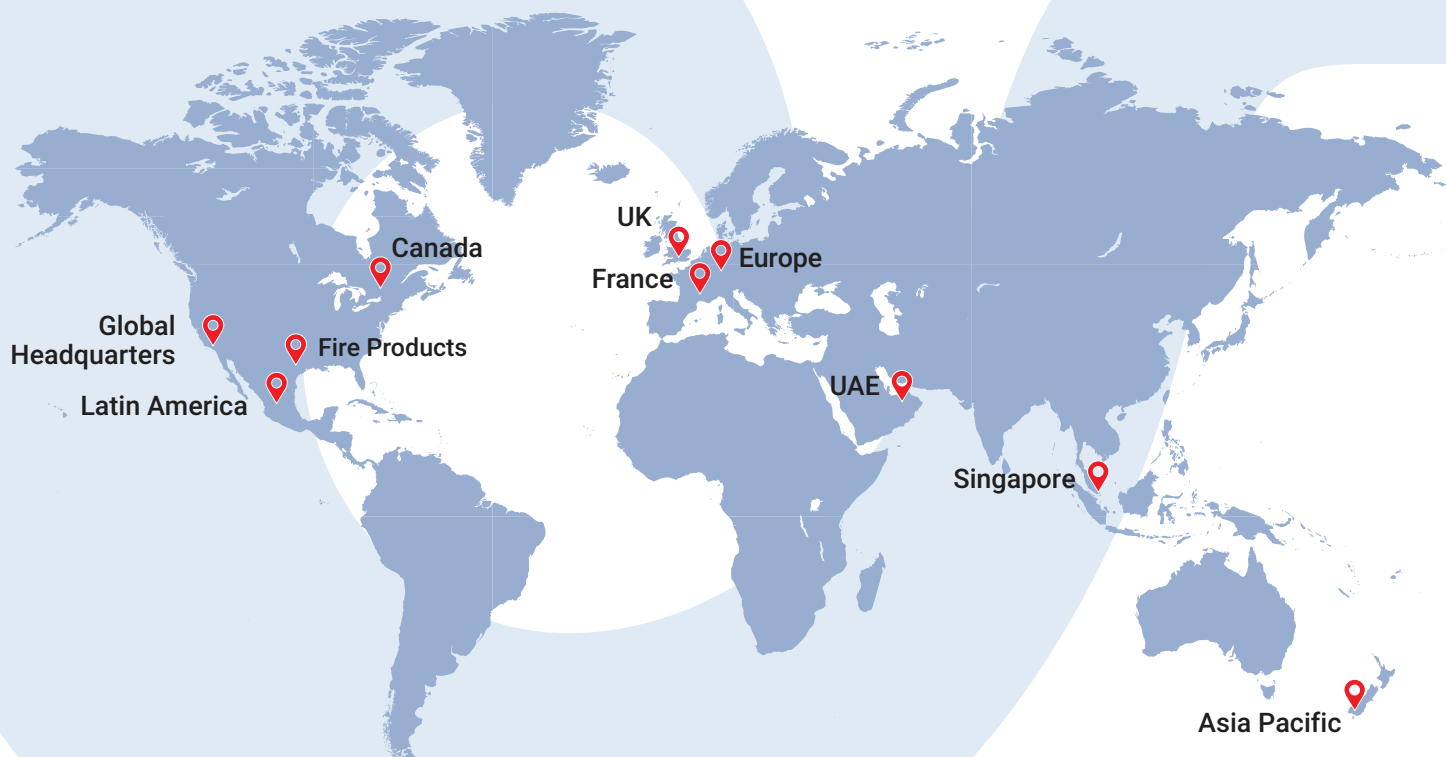 UK
Canada
Europe
France
Global
Headquarters
Fire Products
UAE
Latin America
Singapore
Asia Pacific